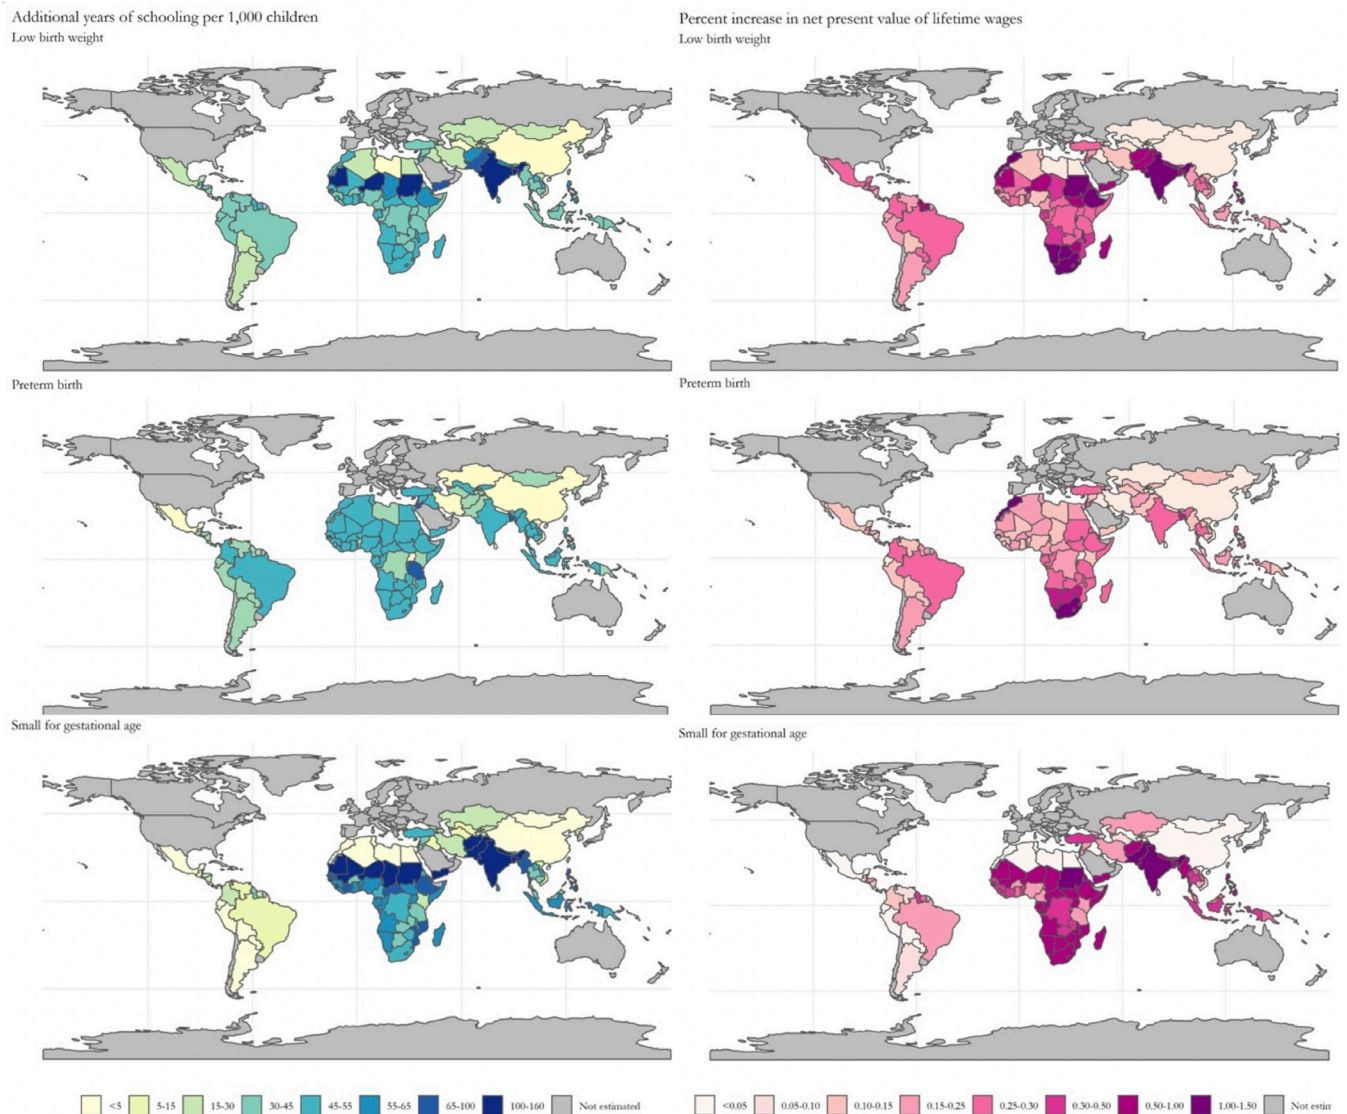 Additional years of schooling per 1,000 children
Low birth weight
Percent increase in net present value of lifetime wages
Low birth weight
Preterm birth
Preterm birth
Small for gestational age
Small for gestational age
<5 5-15 15-30 30-45 45-55 55-65 65-100 100-160 Not estimated
<0.05 0.05-0.10 0.10-0.15 0.15-0.25 0.25-0.30 0.30-0.50 0.50-1.00 1.00-1.50 Not estir